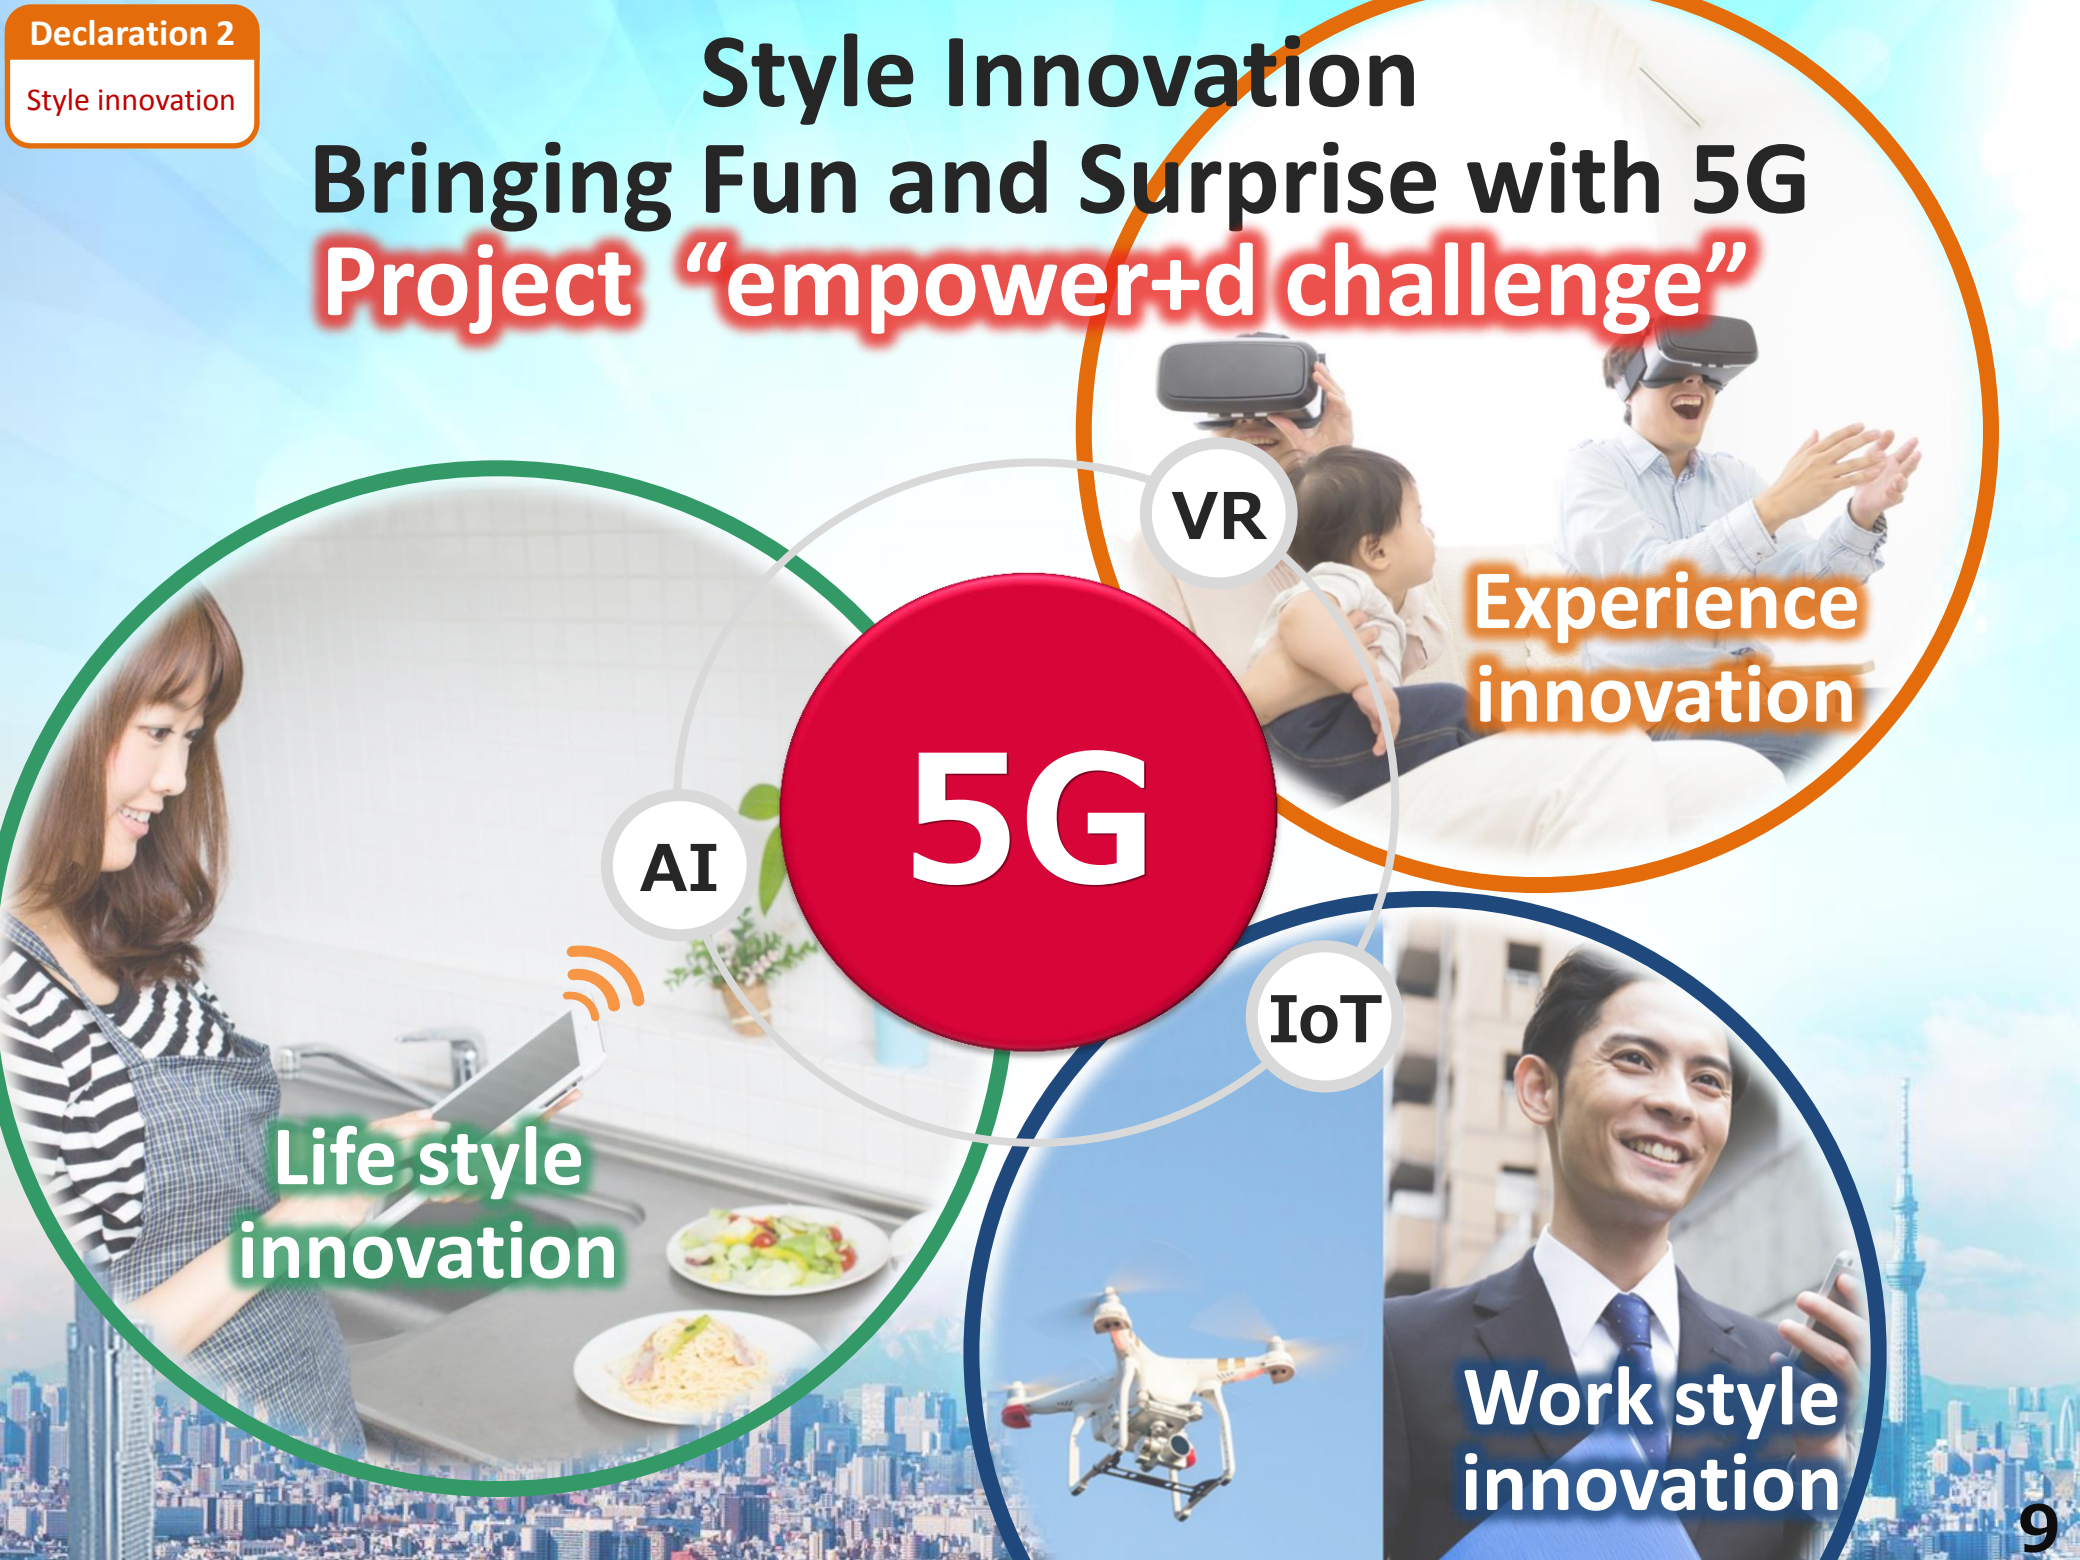 Declaration 2
Style innovation
Style Innovation
Bringing Fun and Surprise with 5G
Project “empower+d challenge”
VR
Experience
innovation
5G
AI
IoT
Life style
innovation
Work style
innovation
9